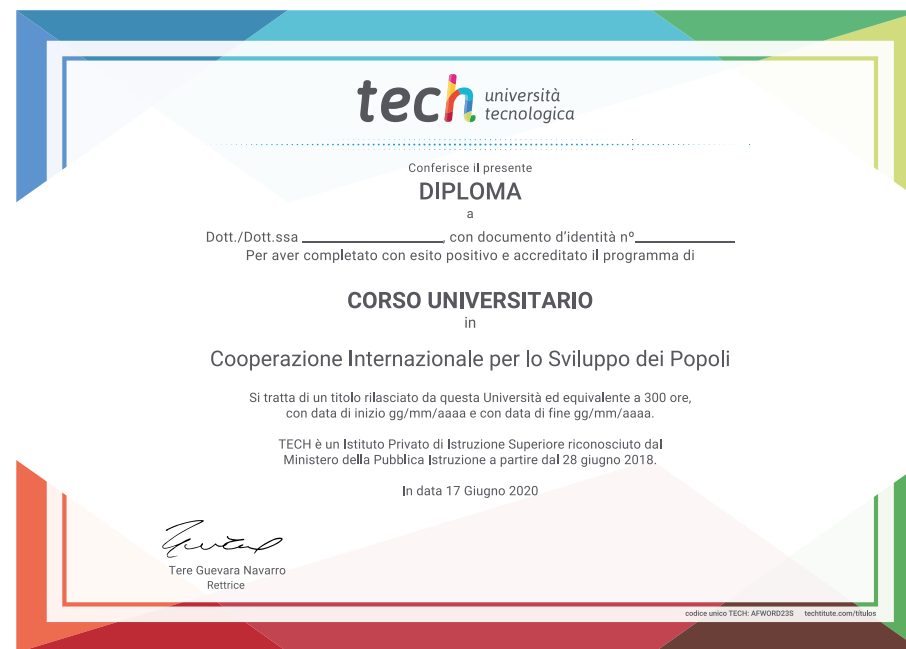 tech università
tecnologica
Conferisce il presente
DIPLOMA
a
Dott./Dott.ssa ________________, con documento d'identità nº____________
Per aver completato con esito positivo e accreditato il programma di
CORSO UNIVERSITARIO
in
Cooperazione Internazionale per lo Sviluppo dei Popoli
Si tratta di un titolo rilasciato da questa Università ed equivalente a 300 ore,
con data di inizio gg/mm/aaaa e con data di fine gg/mm/aaaa.
TECH è un Istituto Privato di Istruzione Superiore riconosciuto dal
Ministero della Pubblica Istruzione a partire dal 28 giugno 2018.
In data 17 Giugno 2020
Tere Guevara Navarro
Rettrice
codice unico TECH: AFWORD23S techtitute.com/titulos